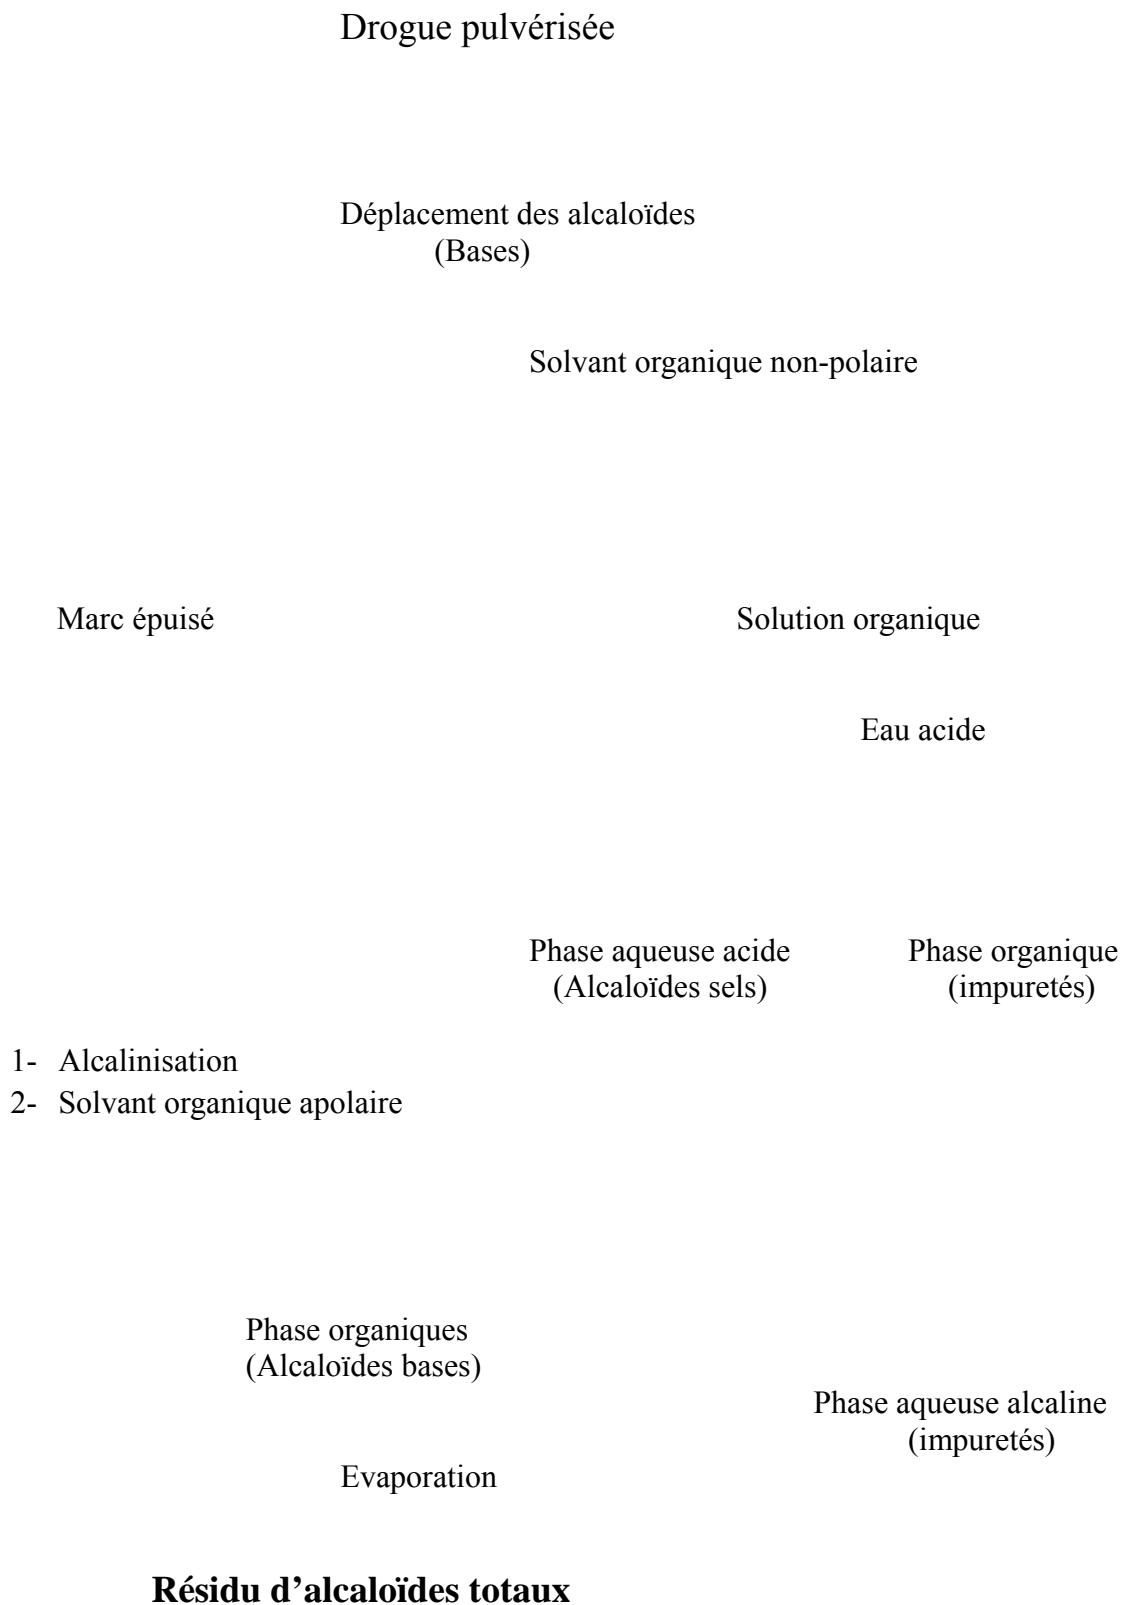 Drogue pulvérisée
Déplacement des alcaloïdes
(Bases)
Solvant organique non-polaire
Marc épuisé
Solution organique
Eau acide
Phase aqueuse acide
(Alcaloïdes sels)
Phase organique
(impuretés)
1- Alcalinisation
2- Solvant organique apolaire
Phase organiques
(Alcaloïdes bases)
Phase aqueuse alcaline
(impuretés)
Evaporation
Résidu d’alcaloïdes totaux